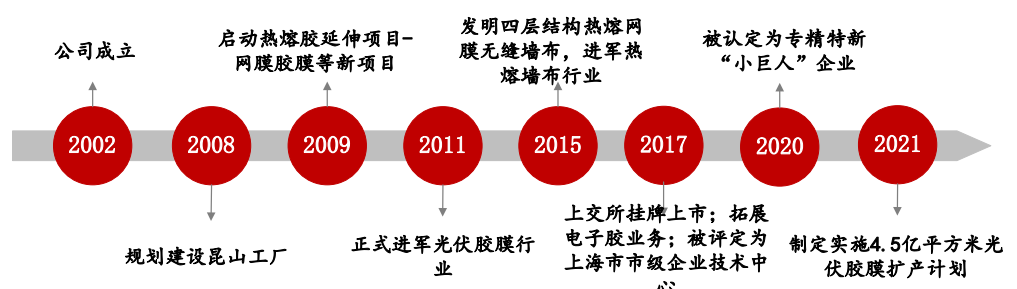 公司成立
启动热熔胶延伸项目-
网膜胶膜等新项目
发明四层结构热熔网
膜无缝墙布，进军热
熔墙布行业
被认定为专精特新
“小巨人”企业
2002
2008
2009
2011
2015
2017
2020
2021
规划建设昆山工厂
正式进军光伏胶膜行
业
上交所挂牌上市；拓展
电子胶业务；被评定为
上海市市级企业技术中
心
制定实施4.5亿平方米光
伏胶膜扩产计划